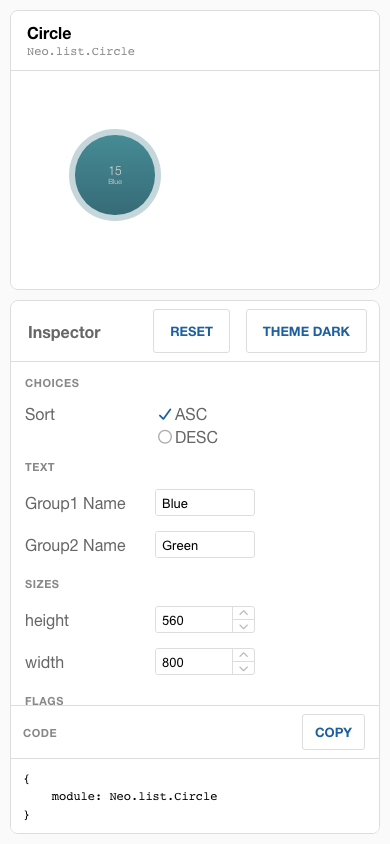 Circle
Neo.list.Circle
15
Blue
Inspector
RESET
THEME DARK
CHOICES
Sort
ASC
DESC
TEXT
Group1 Name
Blue
Group2 Name
Green
SIZES
height
560
width
800
FLAGS
CODE
COPY
{
module: Neo.list.Circle
}